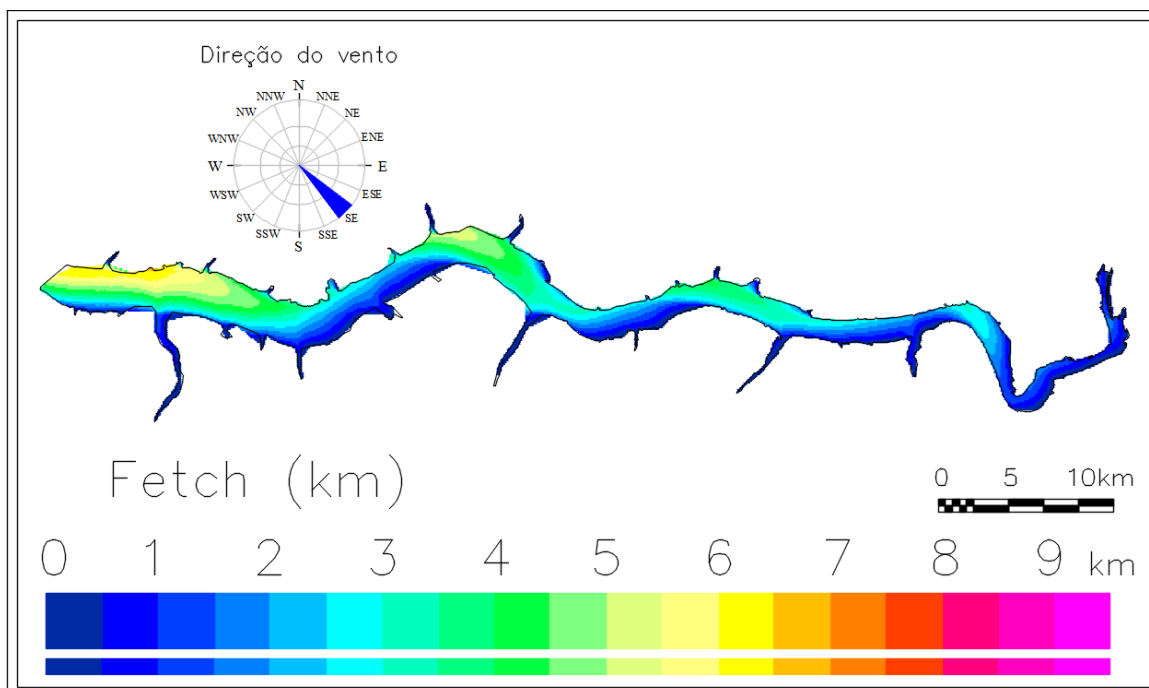 Direção do vento
N
NNW NNE
NW NE
WNW ENE
W E
WSW ESE
SW SE
SSW SSE
S
Fetch (km)
0 5 10km
0 1 2 3 4 5 6 7 8 9 km